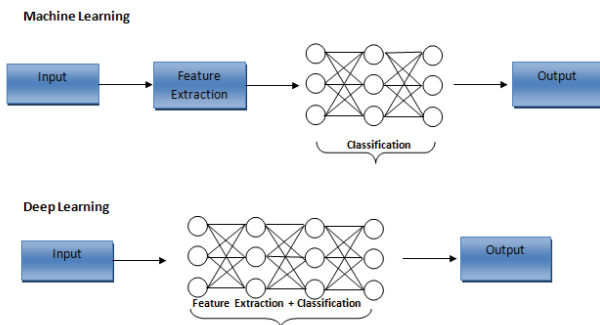 Machine Learning
Input
Feature
Extraction
Output
Classification
Deep Learning
Input
Output
Feature Extraction + Classification